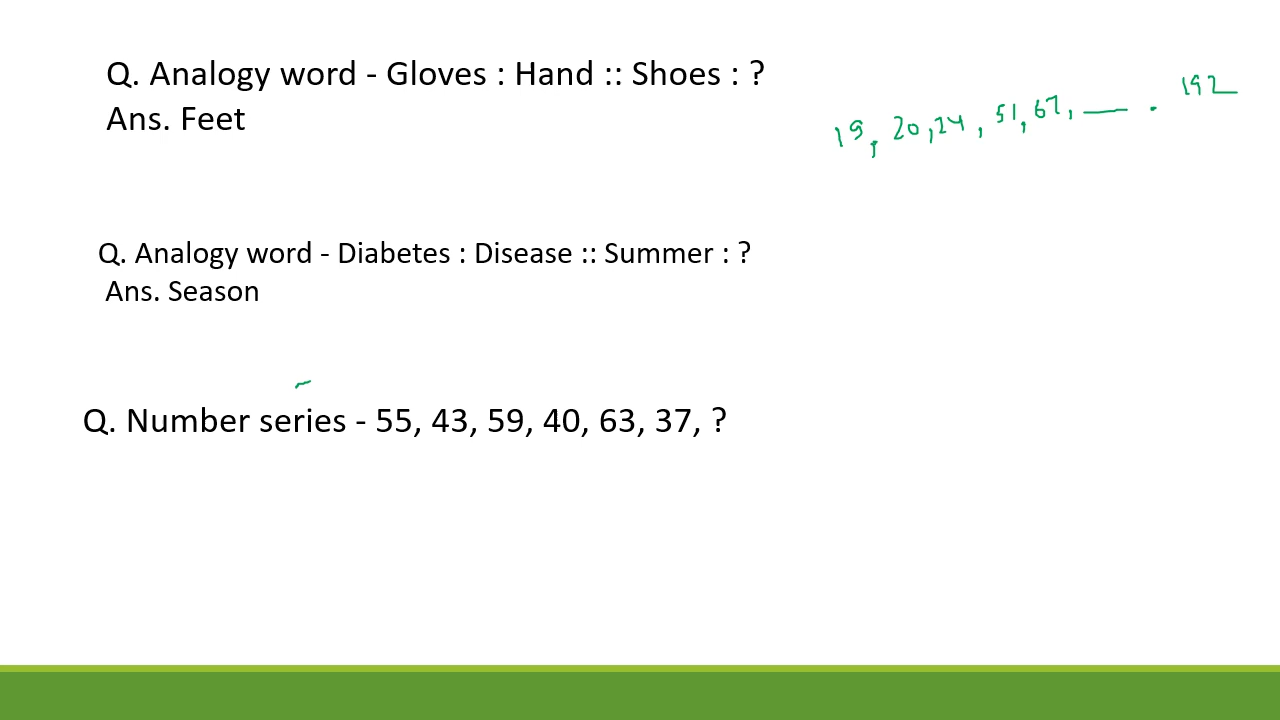 Q. Analogy word - Gloves : Hand :: Shoes : ?
Ans. Feet
19, 20, 24, 51, 67, __ . 192
Q. Analogy word - Diabetes : Disease :: Summer : ?
Ans. Season
Q. Number series - 55, 43, 59, 40, 63, 37, ?